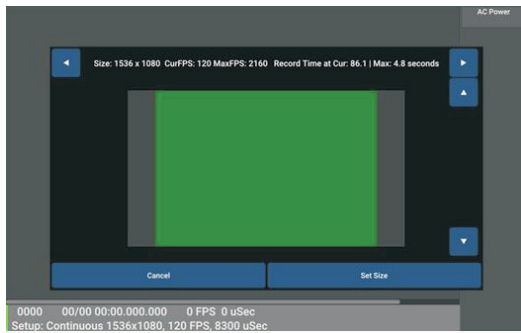 AC Power
Size: 1536 x 1080 CurFPS: 120 MaxFPS: 2160 Record Time at Cur: 86.1 | Max: 4.8 seconds
Cancel Set Size
0000 00/00 00:00.000.000 0 FPS 0 uSec
Setup: Continuous 1536x1080, 120 FPS, 8300 uSec